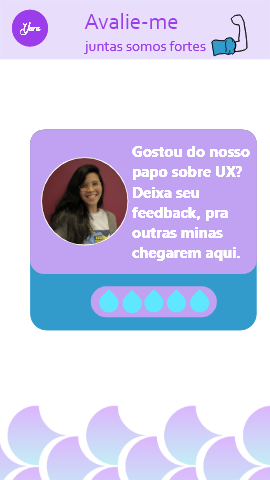 Yara
Avalie-me
juntas somos fortes
Gostou do nosso
papo sobre UX?
Deixa seu
feedback, pra
outras minas
chegarem aqui.